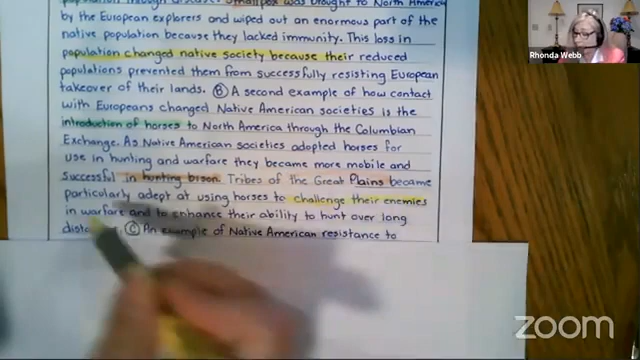 population through disease. Smallpox was brought to North America
by the European explorers and wiped out an enormous part of the
native population because they lacked immunity. This loss in
population changed native society because their reduced
populations prevented them from successfully resisting European
takeover of their lands. Ⓑ A second example of how contact
with Europeans changed Native American societies is the
introduction of horses to North America through the Columbian
Exchange. As Native American societies adopted horses for
use in hunting and warfare they became more mobile and
successful in hunting bison. Tribes of the Great Plains became
particularly adept at using horses to challenge their enemies
in warfare and to enhance their ability to hunt over long
Ⓒ An example of Native American resistance to
Rhonda Webb
zoom